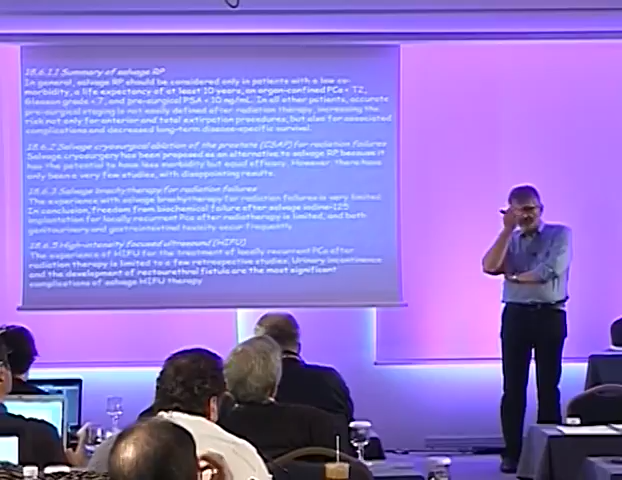 18.6.1.1 Summary of salvage RP
In general, salvage RP should be considered only in patients with a low co-
morbidity, a life expectancy of at least 10 years, an organ-confined PCa < T2,
Gleason grade < 7, and pre-surgical PSA < 10 ng/mL. In all other patients, accurate
pre-surgical staging is not easily defined after radiation therapy, increasing the
risk not only for anterior and total extirpation procedures, but also for associated
complications and decreased long-term disease-specific survival.
18.6.2 Salvage cryosurgical ablation of the prostate (CSAP) for radiation failures
Salvage cryosurgery has been proposed as an alternative to salvage RP because it
has the potential to have less morbidity but equal efficacy. However, there have
only been a very few studies, with disappointing results.
18.6.3 Salvage brachytherapy for radiation failures
The experience with salvage brachytherapy for radiation failures is very limited.
In conclusion, freedom from biochemical failure after salvage iodine-125
implantation for locally recurrent Pca after radiotherapy is limited, and both
genitourinary and gastrointestinal toxicity occur frequently
18.6.5 High-intensity focused ultrasound (HIFU)
The experience of HIFU for the treatment of locally recurrent PCa after
radiation therapy is limited to a few retrospective studies. Urinary incontinence
and the development of rectourethral fistula are the most significant
complications of salvage HIFU therapy